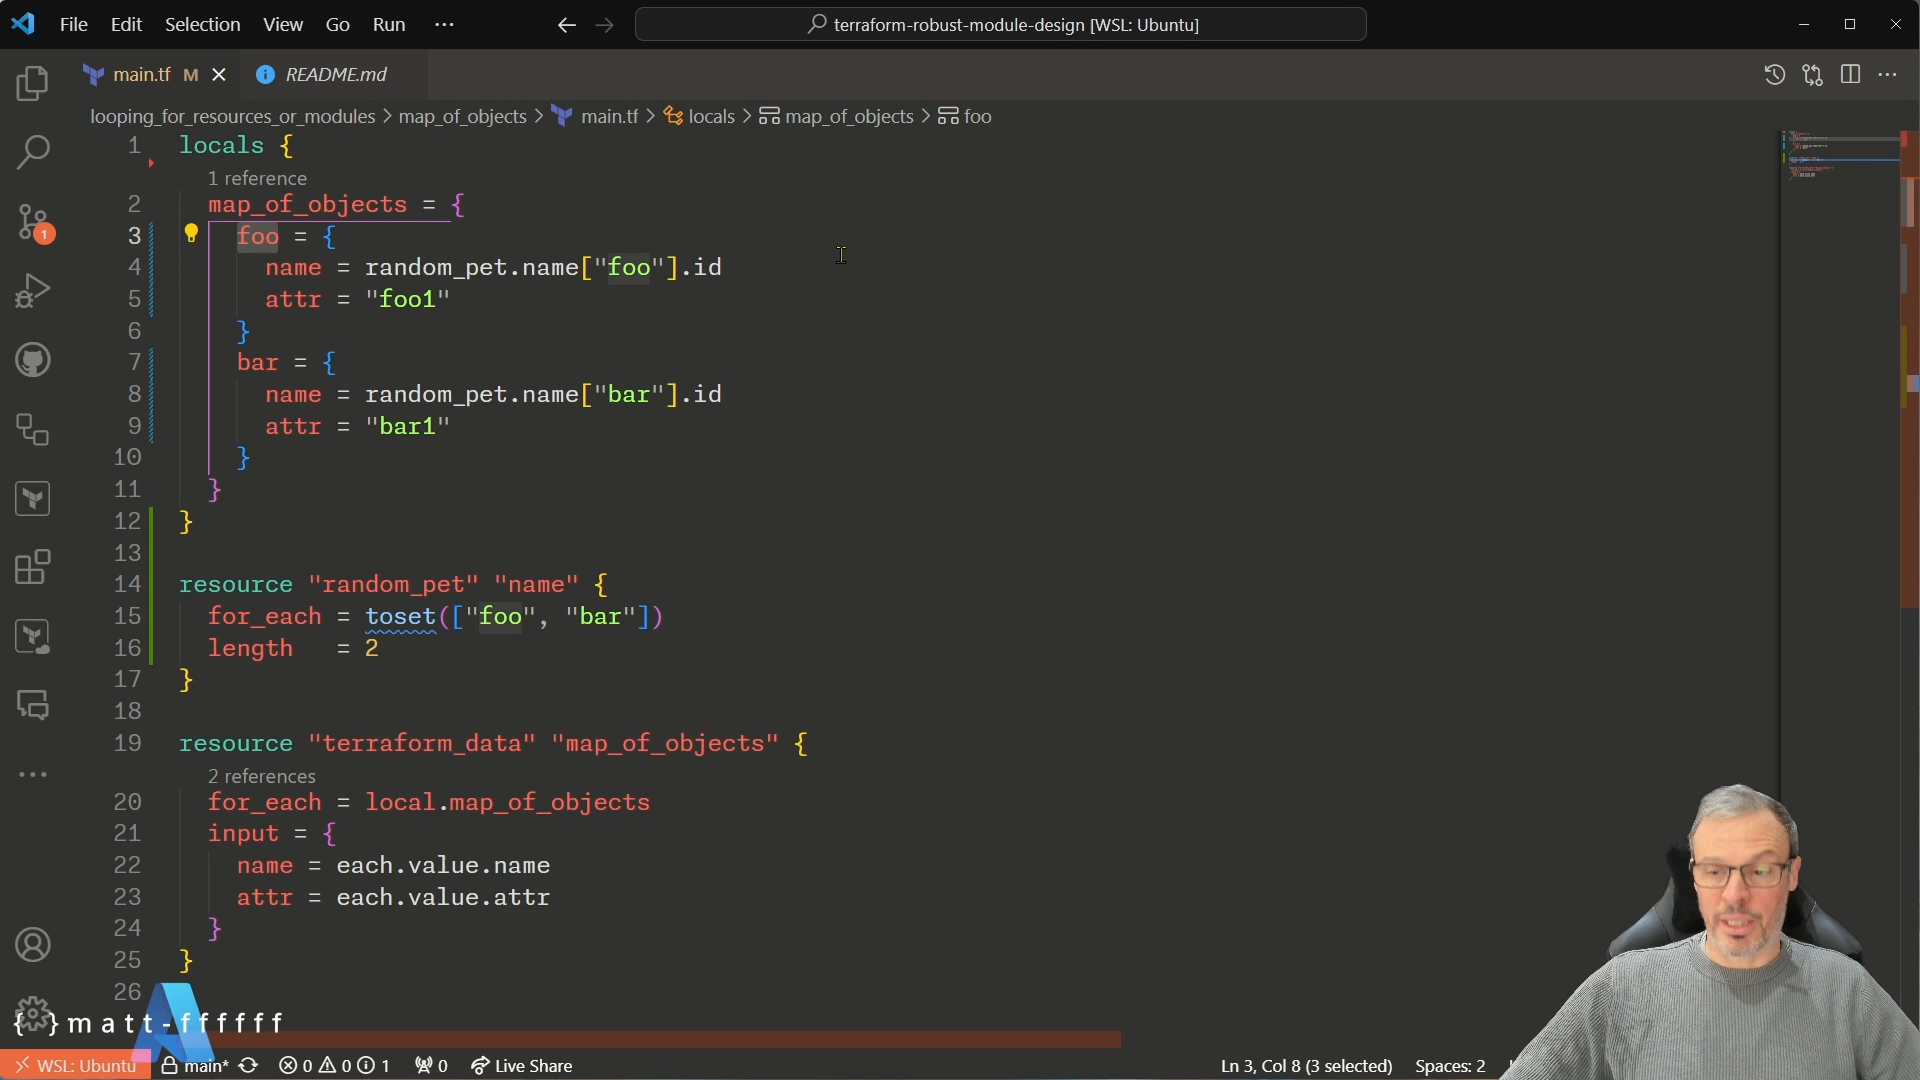 File Edit Selection View Go Run ···
terraform-robust-module-design [WSL: Ubuntu]
main.tf M
README.md
looping_for_resources_or_modules > map_of_objects > main.tf > locals > map_of_objects > foo
1 locals {
1 reference
2 map_of_objects = {
3 foo = {
4 name = random_pet.name["foo"].id
5 attr = "foo1"
6 }
7 bar = {
8 name = random_pet.name["bar"].id
9 attr = "bar1"
10 }
11 }
12 }
13
14 resource "random_pet" "name" {
15 for_each = toset(["foo", "bar"])
16 length = 2
17 }
18
19 resource "terraform_data" "map_of_objects" {
2 references
20 for_each = local.map_of_objects
21 input = {
22 name = each.value.name
23 attr = each.value.attr
24 }
25 }
26
1
{ } matt-ffffff
WSL: Ubuntu main* 0 0 1 0 Live Share Ln 3, Col 8 (3 selected) Spaces: 2